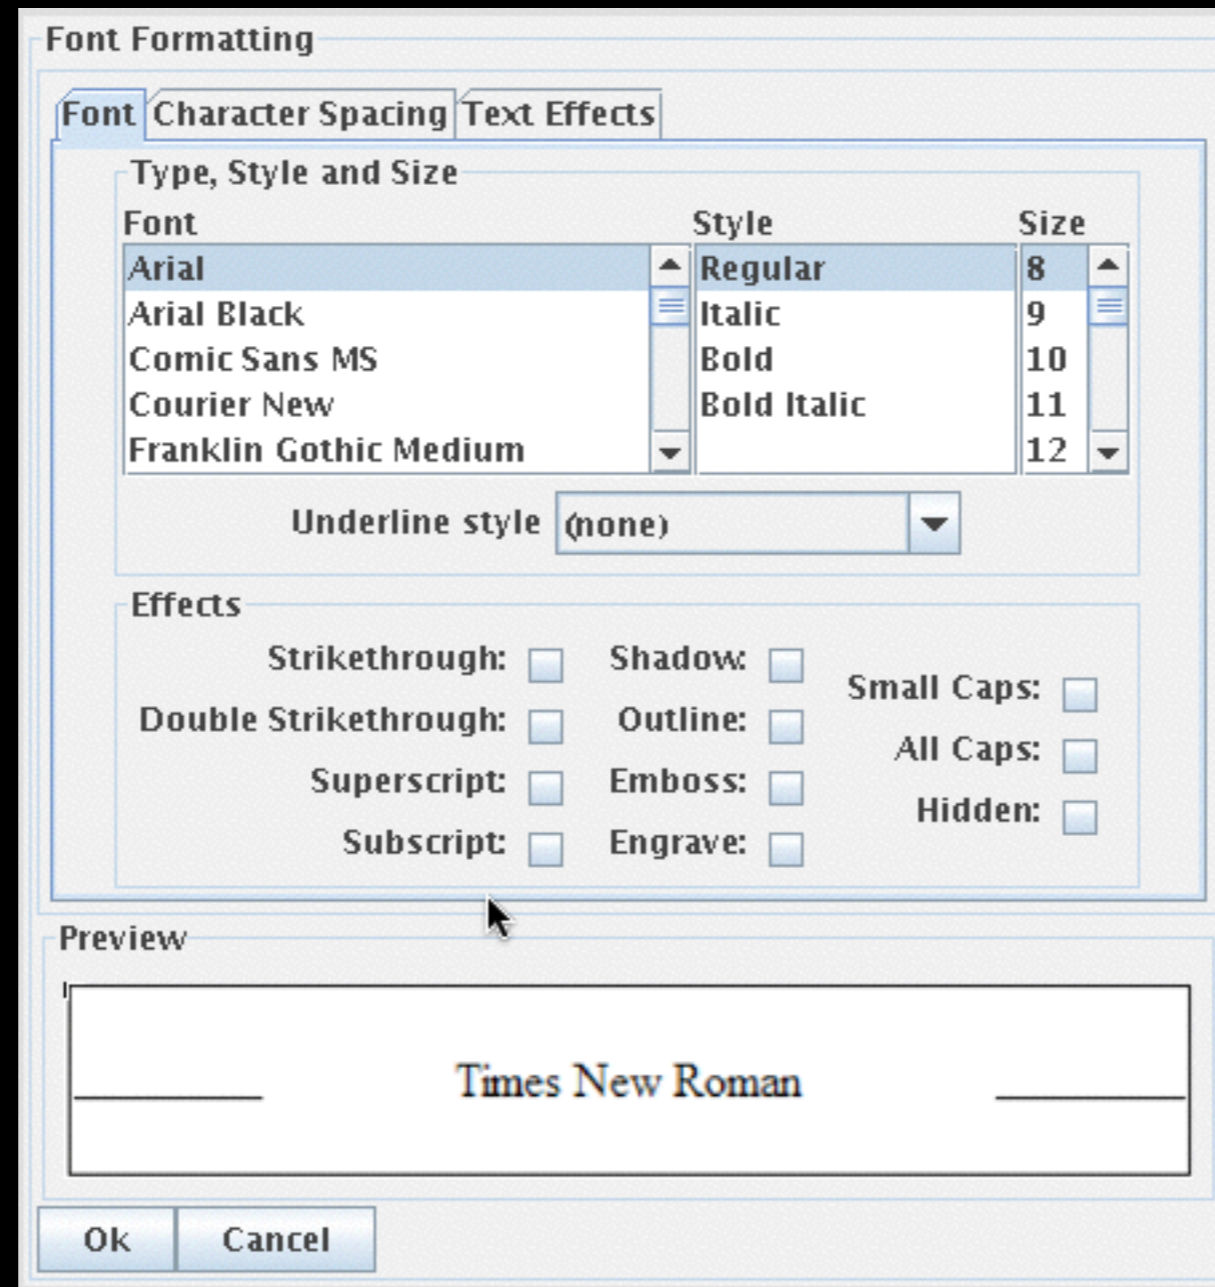 Font Formatting
Font Character Spacing Text Effects
Type, Style and Size
Font Style Size
Arial Regular 8
Arial Black Italic 9
Comic Sans MS Bold 10
Courier New Bold Italic 11
Franklin Gothic Medium 12
Underline style (none)
Effects
Strikethrough: Shadow: Small Caps:
Double Strikethrough: Outline: All Caps:
Superscript: Emboss: Hidden:
Subscript: Engrave:
Preview
Times New Roman
Ok Cancel